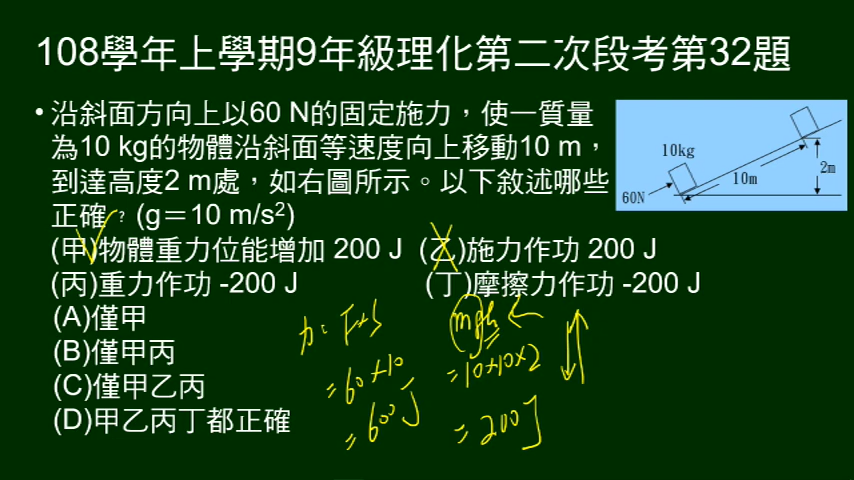 108學年上學期9年級理化第二次段考第32題
• 沿斜面方向上以60 N的固定施力，使一質量
為10 kg的物體沿斜面等速度向上移動10 m，
到達高度2 m處，如右圖所示。以下敘述哪些
正確﹖(g＝10 m/s²)
(甲)物體重力位能增加 200 J (乙)施力作功 200 J
(丙)重力作功 -200 J (丁)摩擦力作功 -200 J
(A)僅甲
(B)僅甲丙
(C)僅甲乙丙
(D)甲乙丙丁都正確
10kg
60N
10m
2m
=60×10
=600J
mgh
=10×10×2
=200J